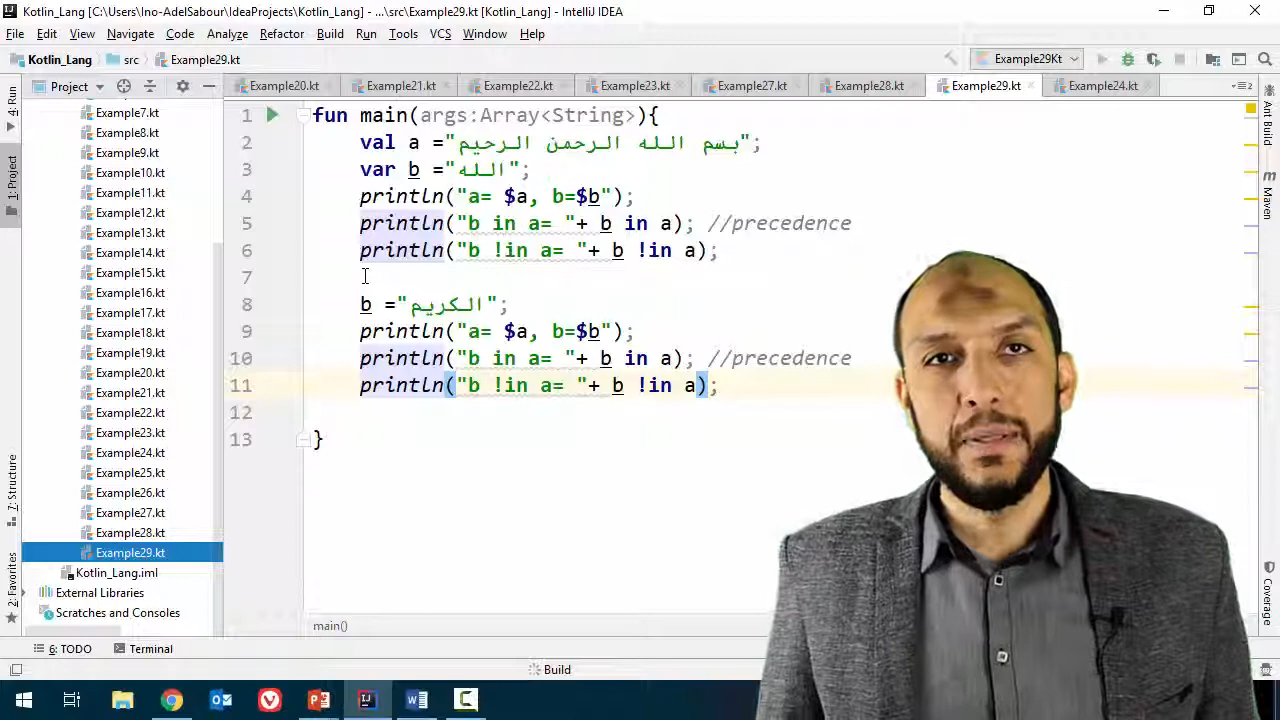 Kotlin_Lang [C:\Users\Ino-AdelSabour\IdeaProjects\Kotlin_Lang] - ...\src\Example29.kt [Kotlin_Lang] - IntelliJ IDEA
File Edit View Navigate Code Analyze Refactor Build Run Tools VCS Window Help
Kotlin_Lang src Example29.kt Example29Kt
Project Example20.kt Example21.kt Example22.kt Example23.kt Example27.kt Example28.kt Example29.kt Example24.kt
4: Run
1: Project
7: Structure
2: Favorites
Example7.kt
Example8.kt
Example9.kt
Example10.kt
Example11.kt
Example12.kt
Example13.kt
Example14.kt
Example15.kt
Example16.kt
Example17.kt
Example18.kt
Example19.kt
Example20.kt
Example21.kt
Example22.kt
Example23.kt
Example24.kt
Example25.kt
Example26.kt
Example27.kt
Example28.kt
Example29.kt
Kotlin_Lang.iml
External Libraries
Scratches and Consoles
1 fun main(args:Array<String>){
2 val a ="بسم الله الرحمن الرحيم";
3 var b ="الله";
4 println("a= $a, b=$b");
5 println("b in a= "+ b in a); //precedence
6 println("b !in a= "+ b !in a);
7
8 b ="الكريم";
9 println("a= $a, b=$b");
10 println("b in a= "+ b in a); //precedence
11 println("b !in a= "+ b !in a);
12
13 }
main()
Ant Build
Maven
Coverage
6: TODO Terminal
Build